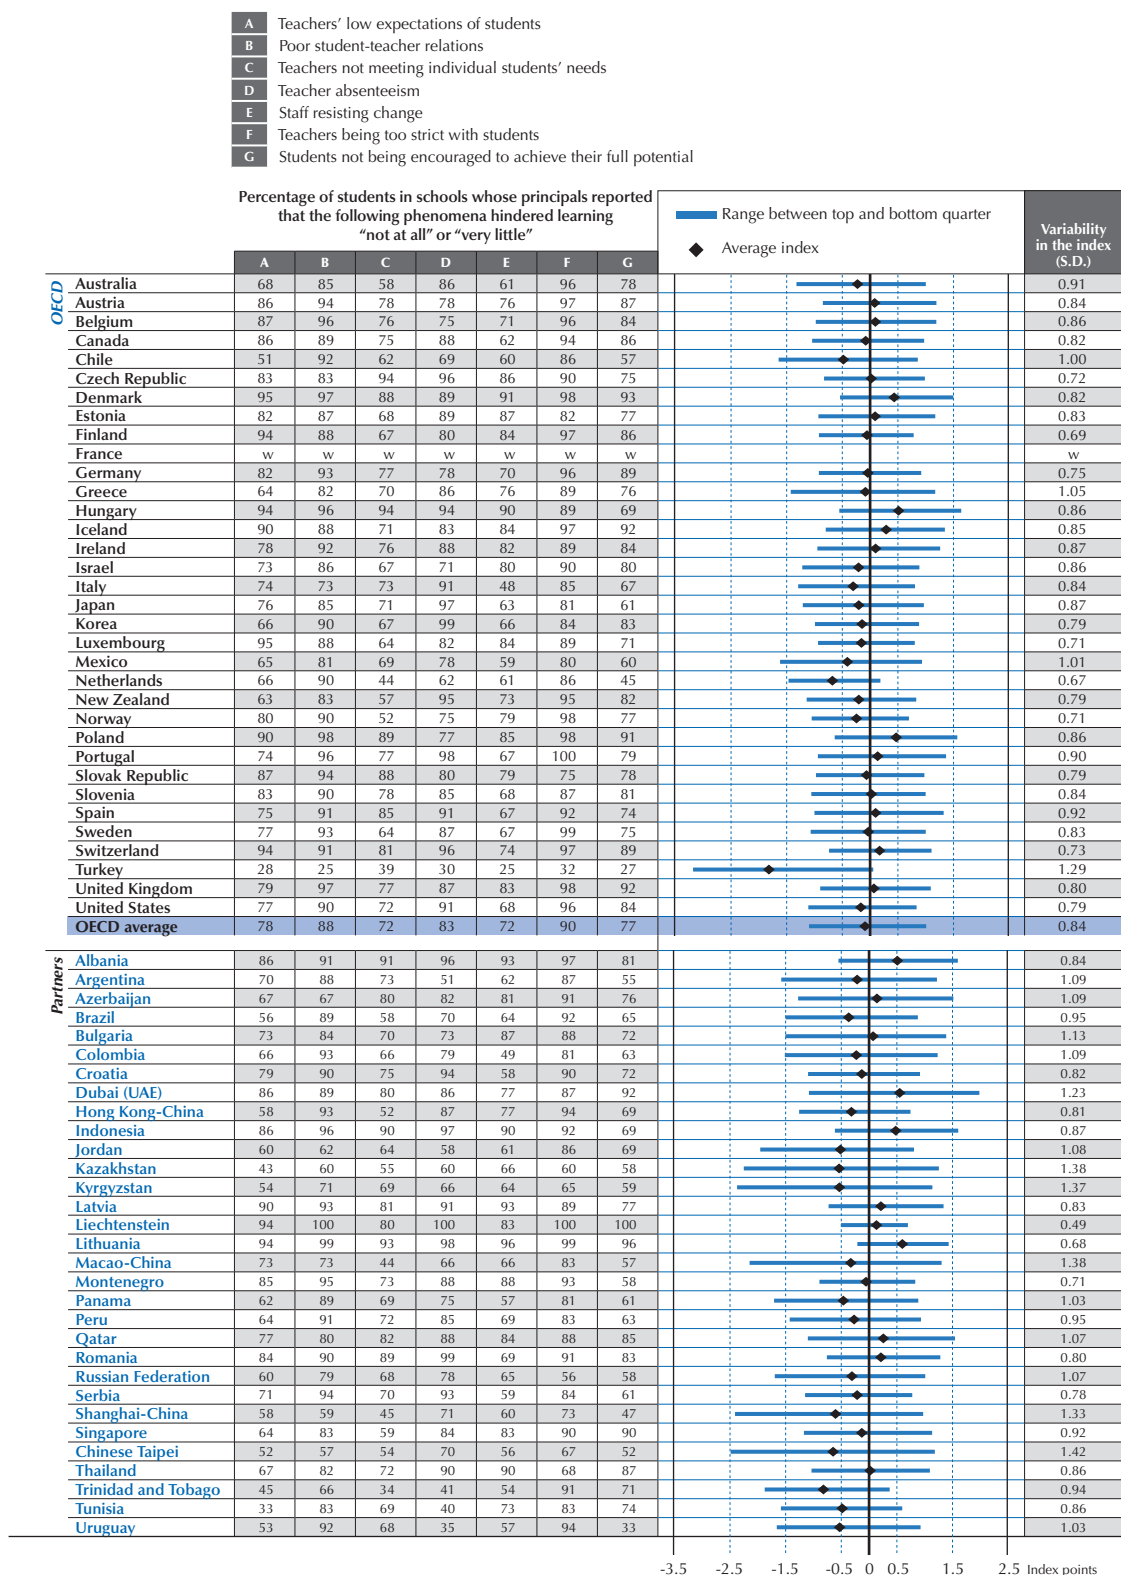 A Teachers' low expectations of students
B Poor student-teacher relations
C Teachers not meeting individual students' needs
D Teacher absenteeism
E Staff resisting change
F Teachers being too strict with students
G Students not being encouraged to achieve their full potential
Percentage of students in schools whose principals reported
that the following phenomena hindered learning
“not at all” or “very little”
Range between top and bottom quarter
Average index
Variability
in the index
(S.D.)
A B C D E F G
OECD
Australia 68 85 58 86 61 96 78 0.91
Austria 86 94 78 78 76 97 87 0.84
Belgium 87 96 76 75 71 96 84 0.86
Canada 86 89 75 88 62 94 86 0.82
Chile 51 92 62 69 60 86 57 1.00
Czech Republic 83 83 94 96 86 90 75 0.72
Denmark 95 97 88 89 91 98 93 0.82
Estonia 82 87 68 89 87 82 77 0.83
Finland 94 88 67 80 84 97 86 0.69
France w w w w w w w w
Germany 82 93 77 78 70 96 89 0.75
Greece 64 82 70 86 76 89 76 1.05
Hungary 94 96 94 94 90 89 69 0.86
Iceland 90 88 71 83 84 97 92 0.85
Ireland 78 92 76 88 82 89 84 0.87
Israel 73 86 67 71 80 90 80 0.86
Italy 74 73 73 91 48 85 67 0.84
Japan 76 85 71 97 63 81 61 0.87
Korea 66 90 67 99 66 84 83 0.79
Luxembourg 95 88 64 82 84 89 71 0.71
Mexico 65 81 69 78 59 80 60 1.01
Netherlands 66 90 44 62 61 86 45 0.67
New Zealand 63 83 57 95 73 95 82 0.79
Norway 80 90 52 75 79 98 77 0.71
Poland 90 98 89 77 85 98 91 0.86
Portugal 74 96 77 98 67 100 79 0.90
Slovak Republic 87 94 88 80 79 75 78 0.79
Slovenia 83 90 78 85 68 87 81 0.84
Spain 75 91 85 91 67 92 74 0.92
Sweden 77 93 64 87 67 99 75 0.83
Switzerland 94 91 81 96 74 97 89 0.73
Turkey 28 25 39 30 25 32 27 1.29
United Kingdom 79 97 77 87 83 98 92 0.80
United States 77 90 72 91 68 96 84 0.79
OECD average 78 88 72 83 72 90 77 0.84
Partners
Albania 86 91 91 96 93 97 81 0.84
Argentina 70 88 73 51 62 87 55 1.09
Azerbaijan 67 67 80 82 81 91 76 1.09
Brazil 56 89 58 70 64 92 65 0.95
Bulgaria 73 84 70 73 87 88 72 1.13
Colombia 66 93 66 79 49 81 63 1.09
Croatia 79 90 75 94 58 90 72 0.82
Dubai (UAE) 86 89 80 86 77 87 92 1.23
Hong Kong-China 58 93 52 87 77 94 69 0.81
Indonesia 86 96 90 97 90 92 69 0.87
Jordan 60 62 64 58 61 86 69 1.08
Kazakhstan 43 60 55 60 66 60 58 1.38
Kyrgyzstan 54 71 69 66 64 65 59 1.37
Latvia 90 93 81 91 93 89 77 0.83
Liechtenstein 94 100 80 100 83 100 100 0.49
Lithuania 94 99 93 98 96 99 96 0.68
Macao-China 73 73 44 66 66 83 57 1.38
Montenegro 85 95 73 88 88 93 58 0.71
Panama 62 89 69 75 57 81 61 1.03
Peru 64 91 72 85 69 83 63 0.95
Qatar 77 80 82 88 84 88 85 1.07
Romania 84 90 89 99 69 91 83 0.80
Russian Federation 60 79 68 78 65 56 58 1.07
Serbia 71 94 70 93 59 84 61 0.78
Shanghai-China 58 59 45 71 60 73 47 1.33
Singapore 64 83 59 84 83 90 90 0.92
Chinese Taipei 52 57 54 70 56 67 52 1.42
Thailand 67 82 72 90 90 68 87 0.86
Trinidad and Tobago 45 66 34 41 54 91 71 0.94
Tunisia 33 83 69 40 73 83 74 0.86
Uruguay 53 92 68 35 57 94 33 1.03
-3.5 -2.5 -1.5 -0.5 0 0.5 1.5 2.5 Index points